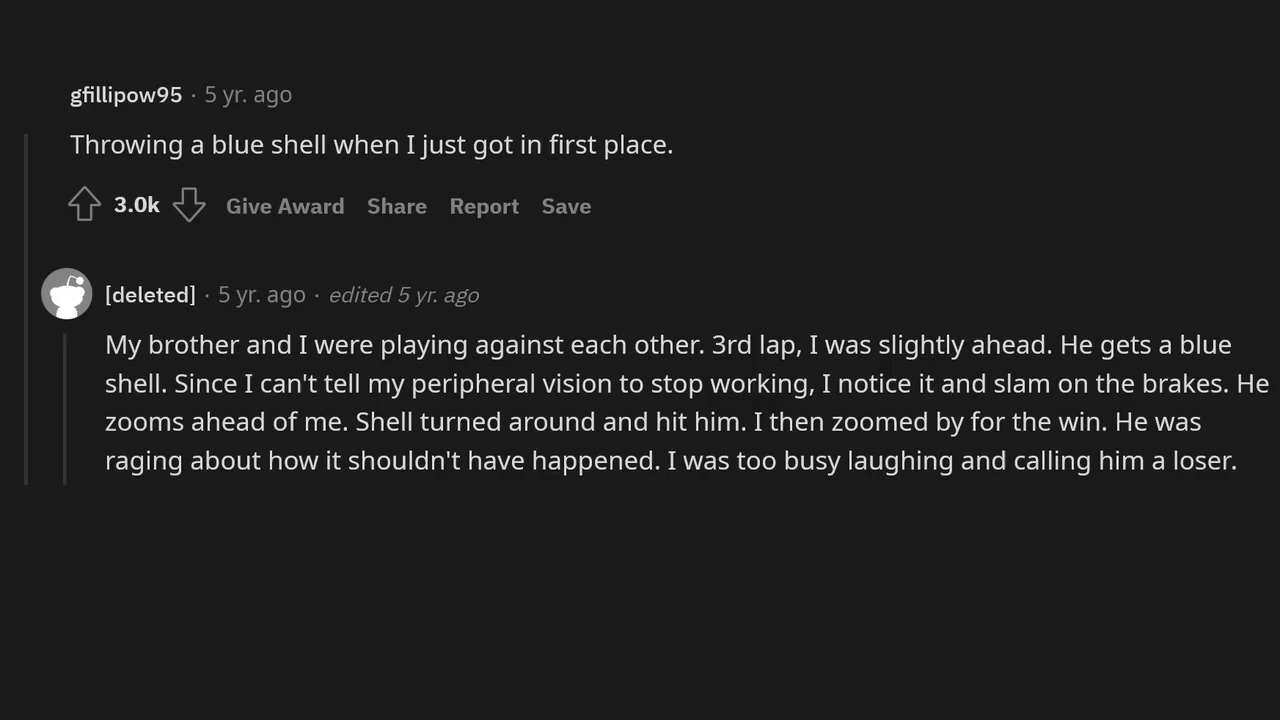 gfillipow95 · 5 yr. ago
Throwing a blue shell when I just got in first place.
3.0k Give Award Share Report Save
[deleted] · 5 yr. ago · edited 5 yr. ago
My brother and I were playing against each other. 3rd lap, I was slightly ahead. He gets a blue
shell. Since I can't tell my peripheral vision to stop working, I notice it and slam on the brakes. He
zooms ahead of me. Shell turned around and hit him. I then zoomed by for the win. He was
raging about how it shouldn't have happened. I was too busy laughing and calling him a loser.